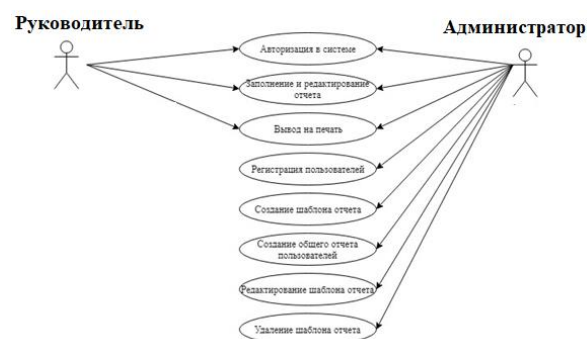 Руководитель
Администратор
Авторизация в системе
Заполнение и редактирование
отчета
Вывод на печать
Регистрация пользователей
Создание шаблона отчета
Создание общего отчета
пользователей
Редактирование шаблона отчета
Удаление шаблона отчета